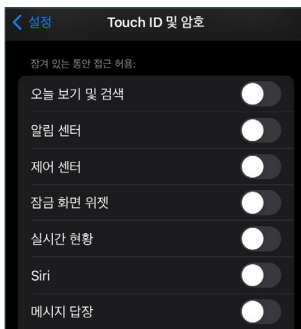 설정
Touch ID 및 암호
잠겨 있는 동안 접근 허용:
오늘 보기 및 검색
알림 센터
제어 센터
잠금 화면 위젯
실시간 현황
Siri
메시지 답장